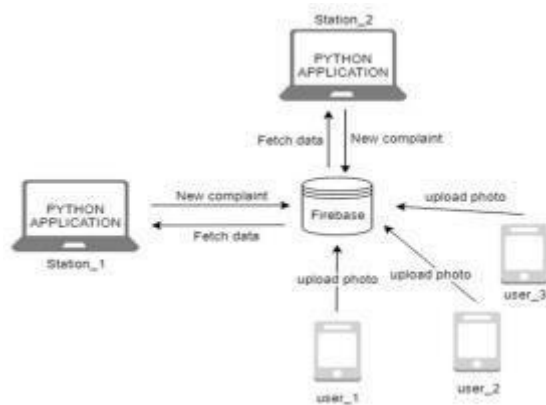 Station_2
PYTHON
APPLICATION
Fetch data
New complaint
PYTHON
APPLICATION
Station_1
New complaint
Fetch data
Firebase
upload photo
upload photo
upload photo
user_3
user_2
user_1